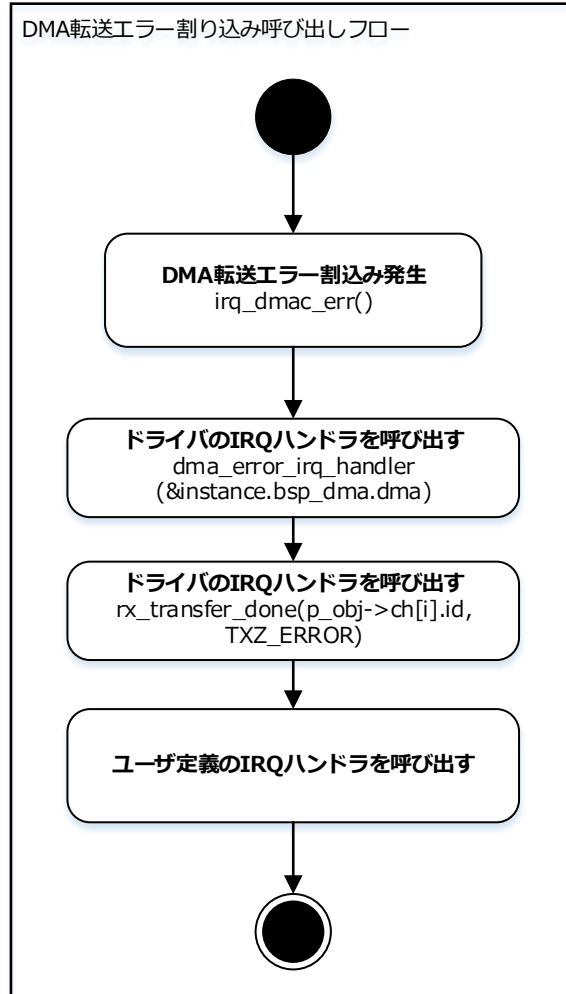 DMA転送エラー割り込み呼び出しフロー
DMA転送エラー割込み発生
irq_dmac_err()
ドライバのIRQハンドラを呼び出す
dma_error_irq_handler
(&instance.bsp_dma.dma)
ドライバのIRQハンドラを呼び出す
rx_transfer_done(p_obj->ch[i].id,
TXZ_ERROR)
ユーザ定義のIRQハンドラを呼び出す